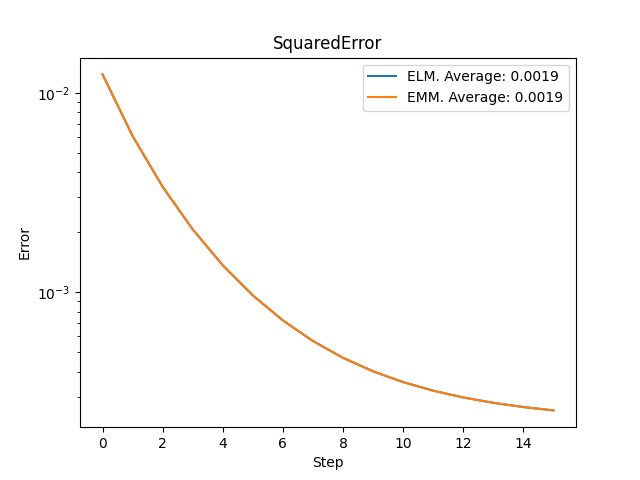 SquaredError
ELM. Average: 0.0019
EMM. Average: 0.0019
10⁻²
10⁻³
Error
0 2 4 6 8 10 12 14
Step